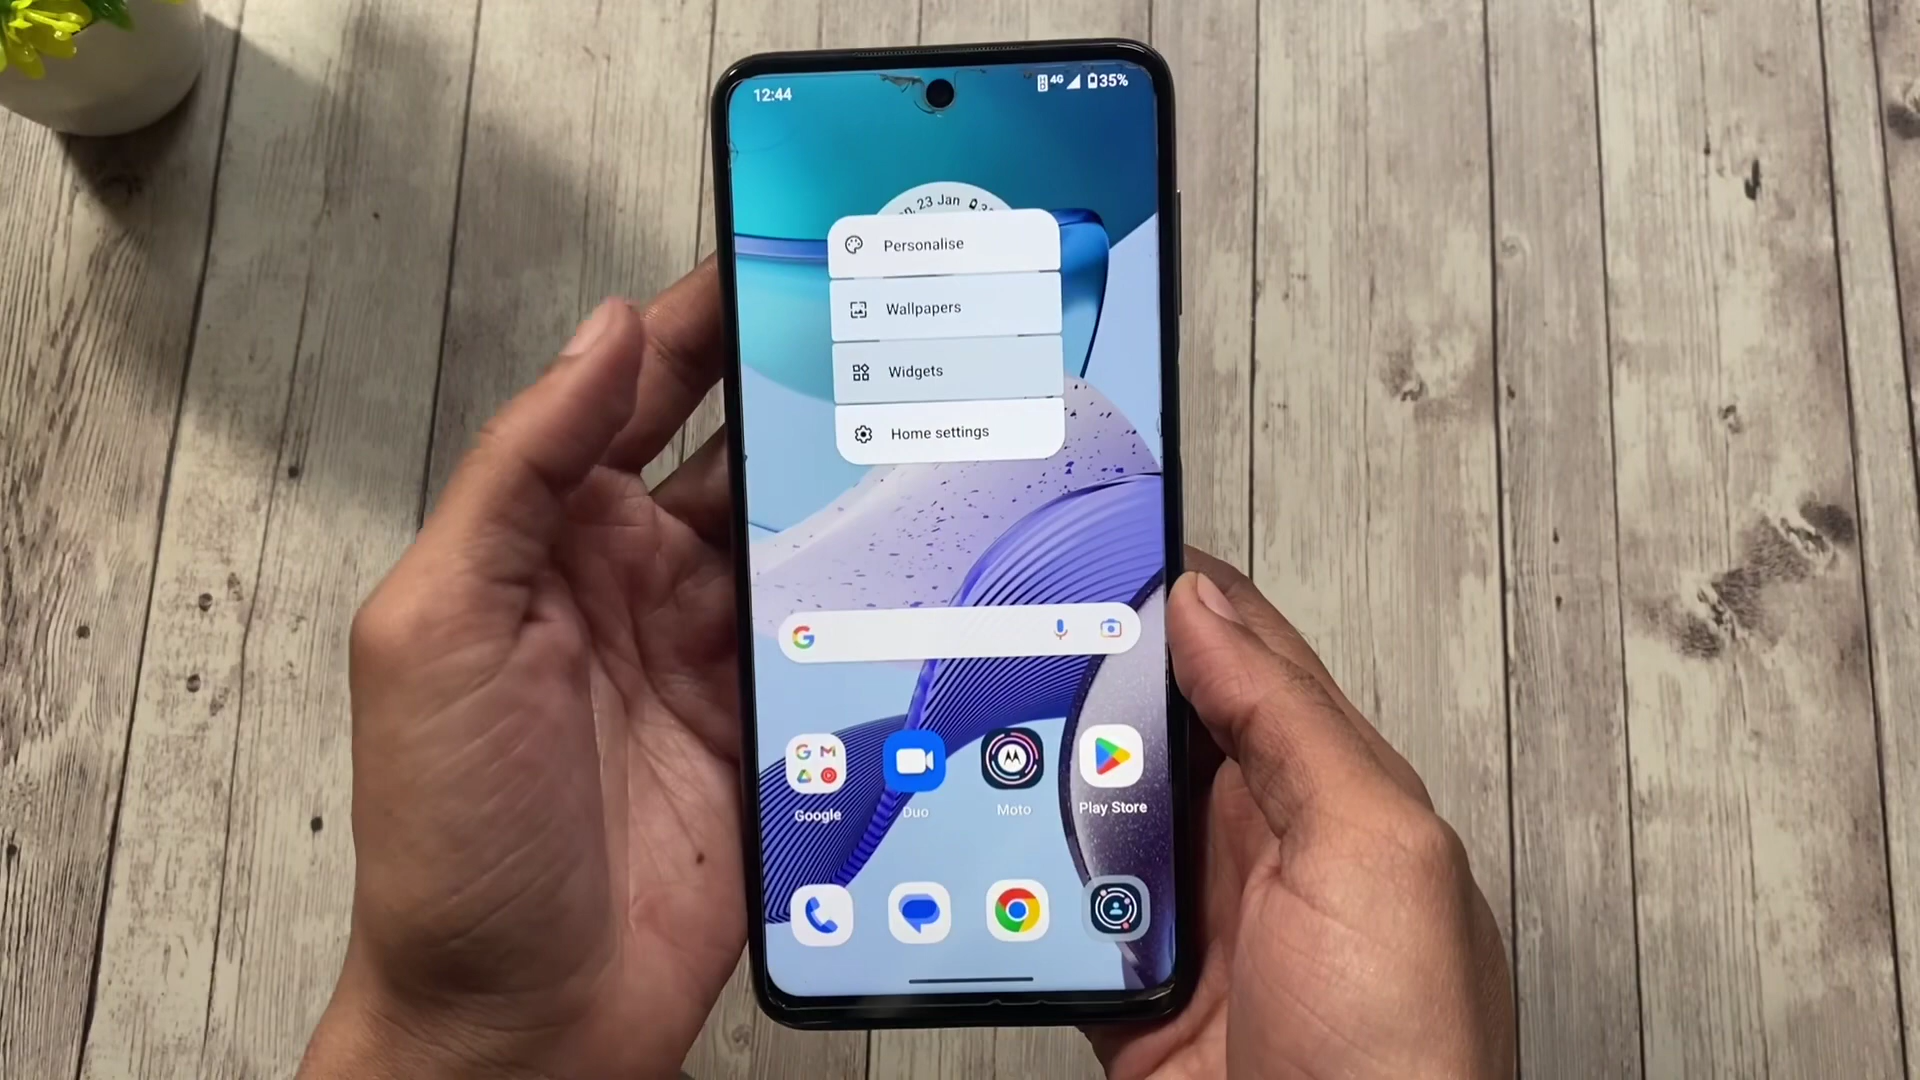 12:44
4G 35%
, 23 Jan
Personalise
Wallpapers
Widgets
Home settings
Google
Duo
Moto
Play Store